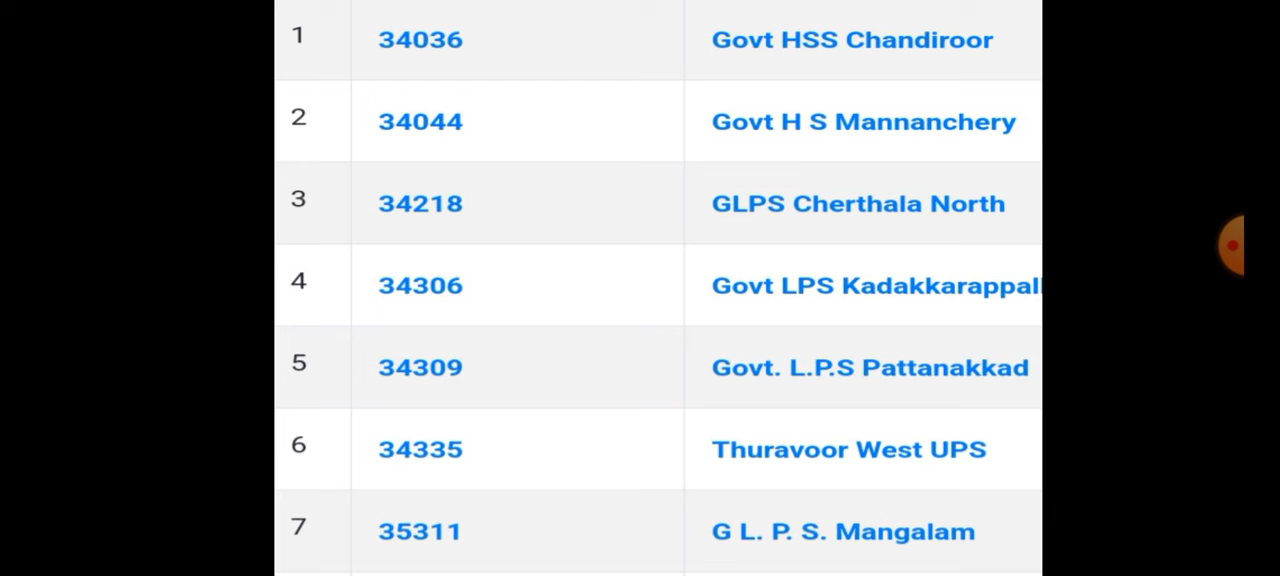 1 34036 Govt HSS Chandiroor
2 34044 Govt H S Mannanchery
3 34218 GLPS Cherthala North
4 34306 Govt LPS Kadakkarappall
5 34309 Govt. L.P.S Pattanakkad
6 34335 Thuravoor West UPS
7 35311 G L. P. S. Mangalam